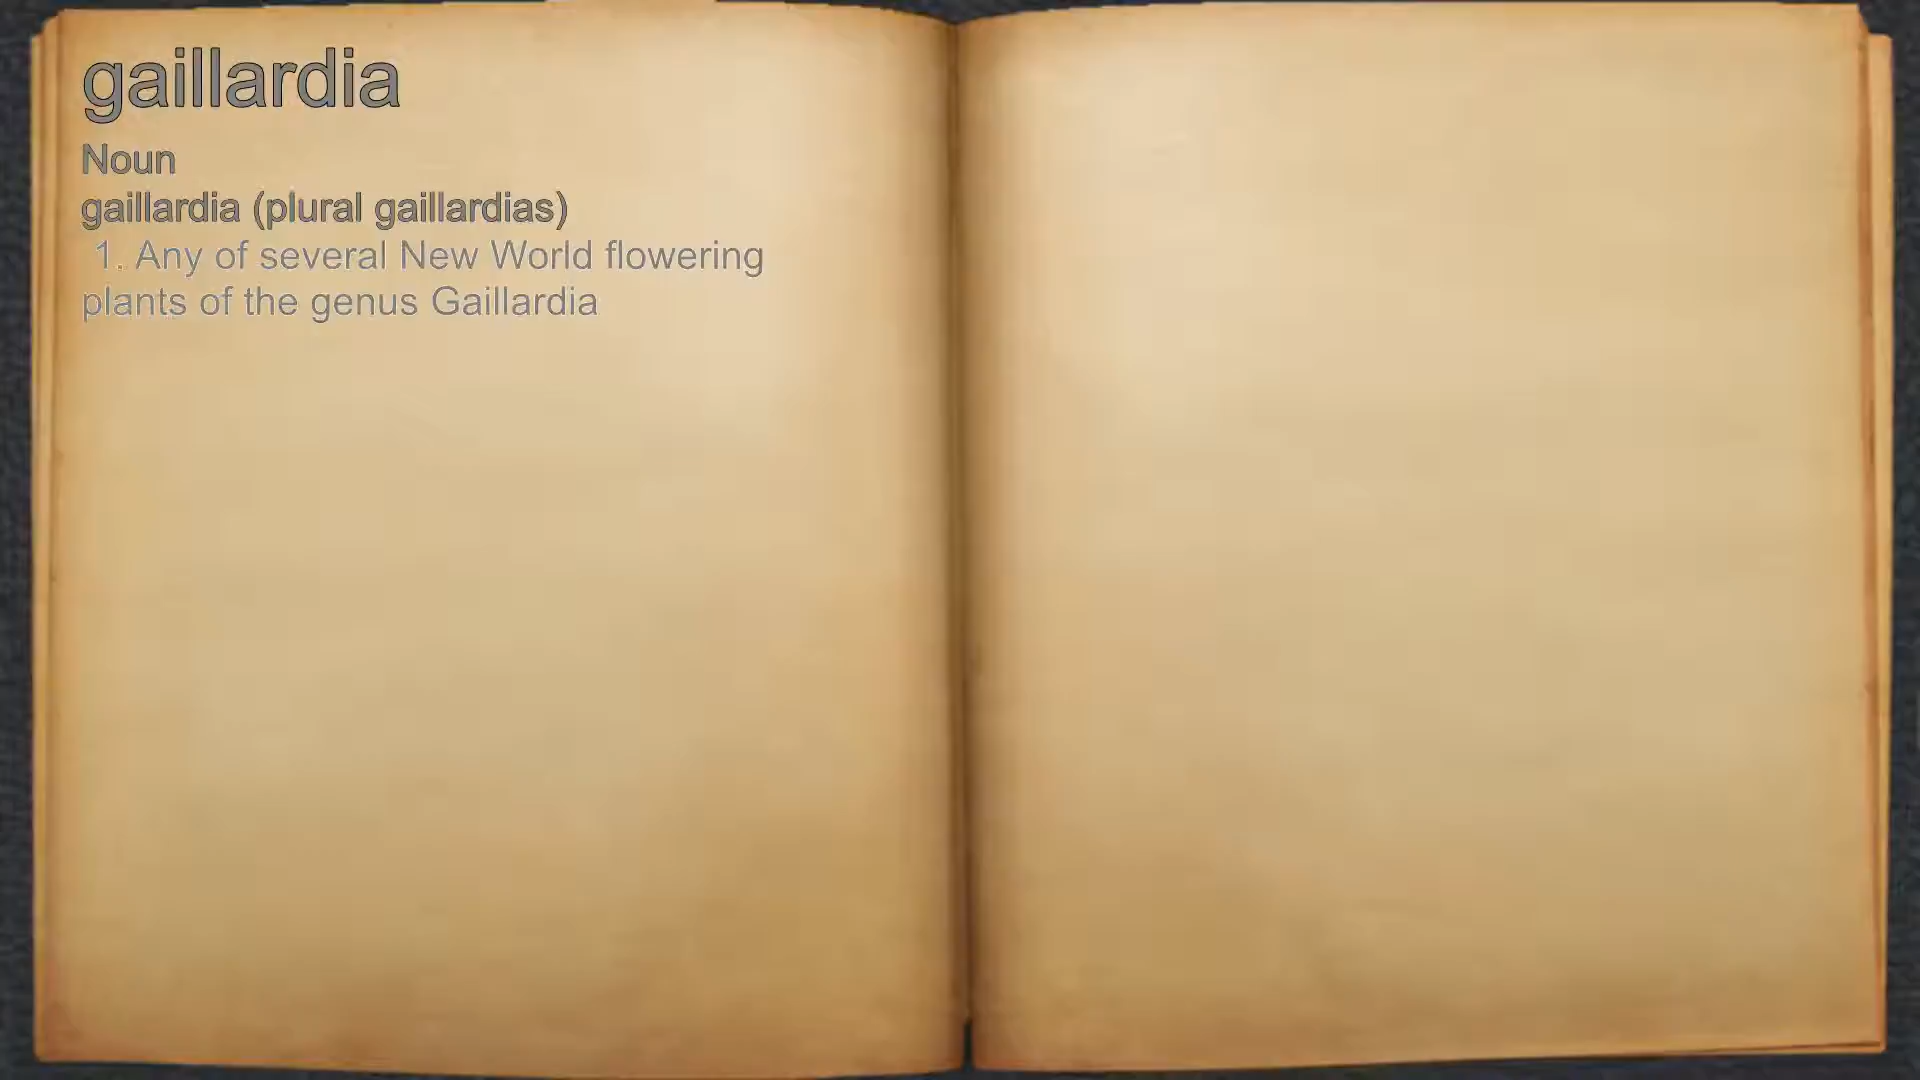 gaillardia
Noun
gaillardia (plural gaillardias)
1. Any of several New World flowering
plants of the genus Gaillardia